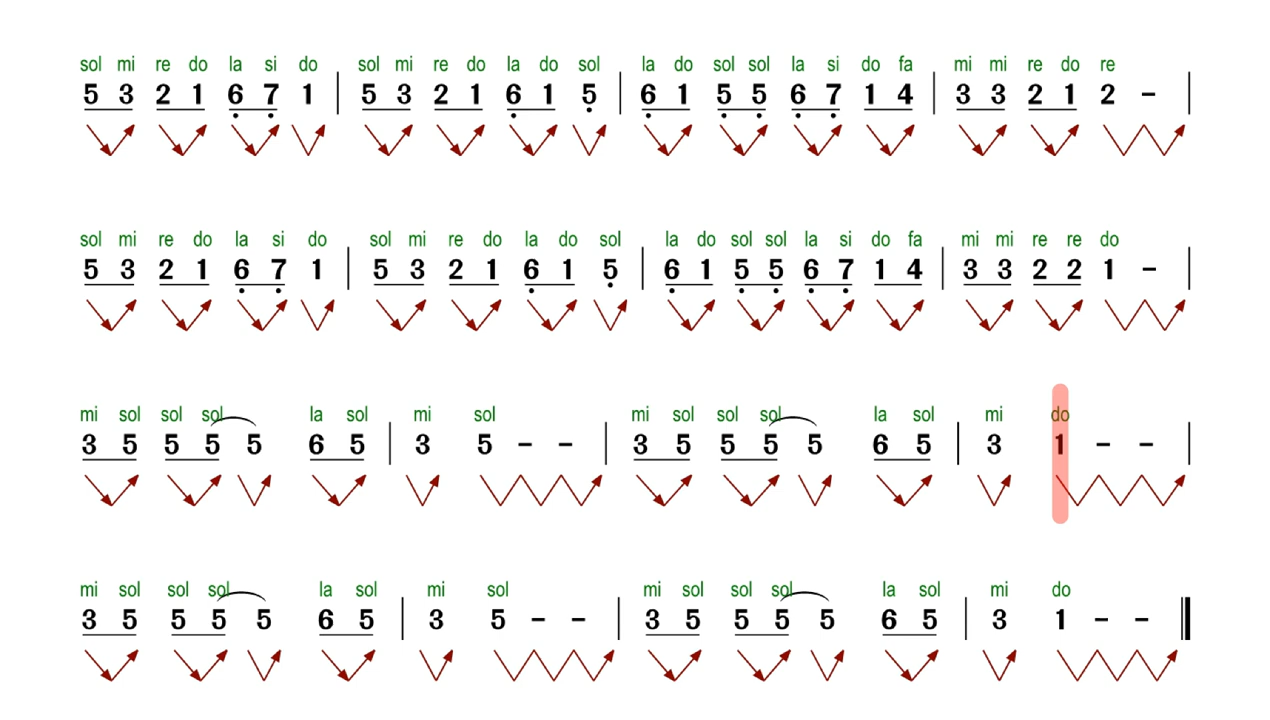 sol mi re do la si do sol mi re do la do sol la do sol sol la si do fa mi mi re do re
5 3 2 1 6̣ 7̣ 1 | 5 3 2 1 6̣ 1 5̣ | 6̣ 1 5̣ 5̣ 6̣ 7̣ 1 4 | 3 3 2 1 2 – |
sol mi re do la si do sol mi re do la do sol la do sol sol la si do fa mi mi re re do
5 3 2 1 6̣ 7̣ 1 | 5 3 2 1 6̣ 1 5̣ | 6̣ 1 5̣ 5̣ 6̣ 7̣ 1 4 | 3 3 2 2 1 – |
mi sol sol sol la sol mi sol mi sol sol sol la sol mi do
3 5 5 5 5 6 5 | 3 5 – – | 3 5 5 5 5 6 5 | 3 1 – – |
mi sol sol sol la sol mi sol mi sol sol sol la sol mi do
3 5 5 5 5 6 5 | 3 5 – – | 3 5 5 5 5 6 5 | 3 1 – – ‖